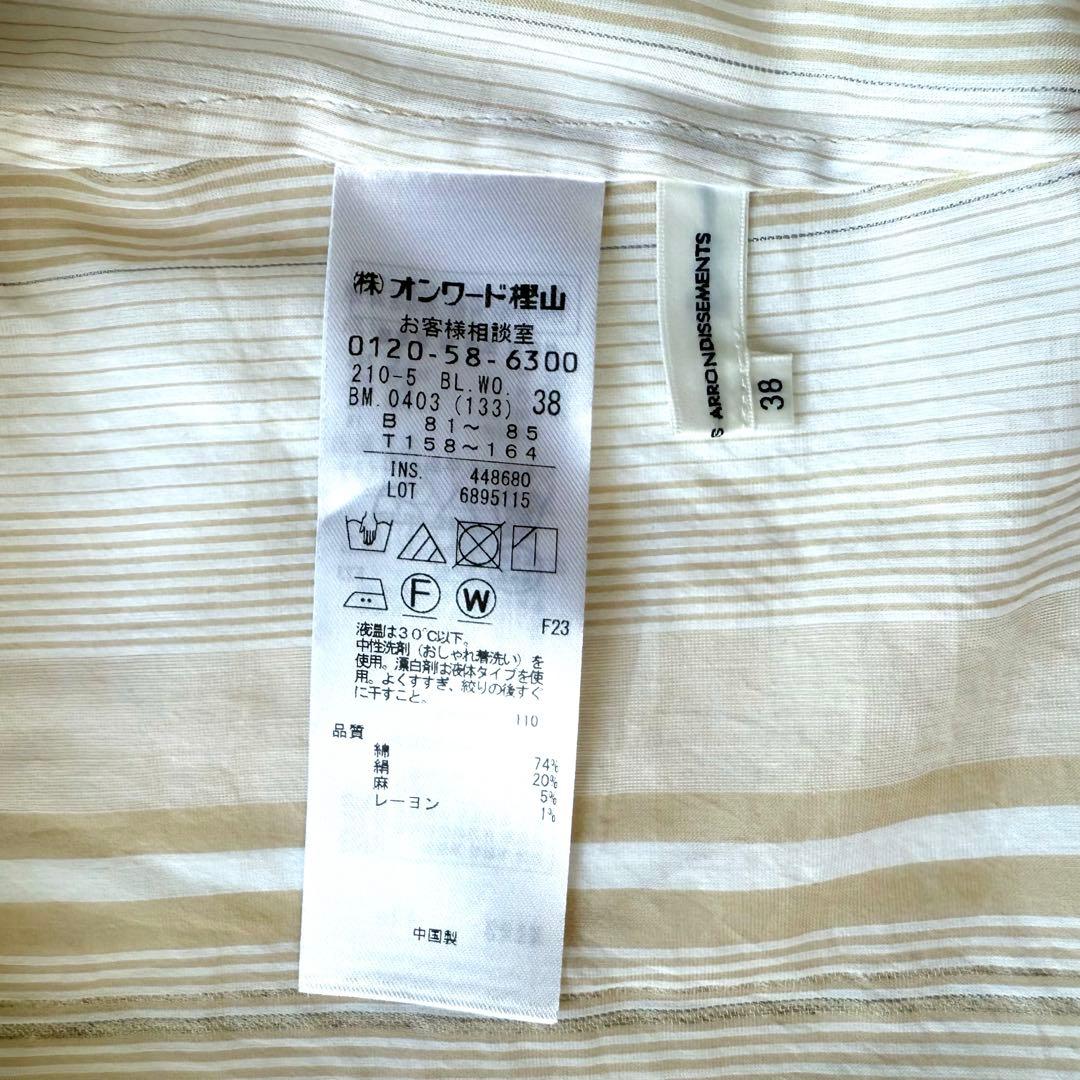 (株)オンワード樫山
お客様相談室
0120-58-6300
210-5 BL.WO.
BM.0403 (133) 38
B 81～ 85
T158～164
INS. 448680
LOT 6895115
F
W
F23
液温は30℃以下。
中性洗剤（おしゃれ着洗い）を
使用。漂白剤は液体タイプを使
用。よくすすぎ、絞りの後すぐ
に干すこと。
110
品質
綿 74%
絹 20%
麻 5%
レーヨン 1%
中国製
S ARRONDISSEMENTS
38